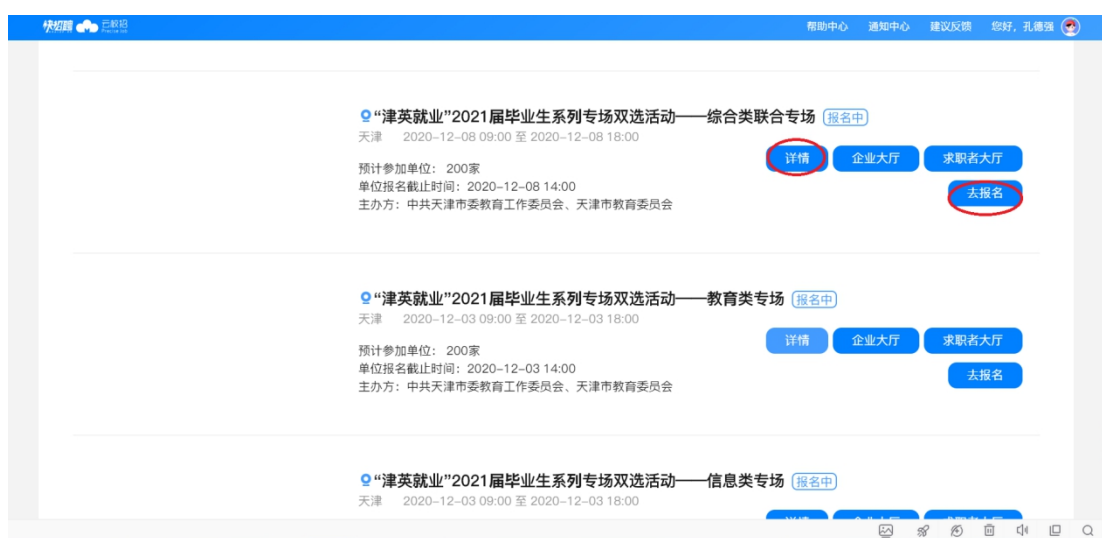 快招聘 云校招 帮助中心 通知中心 建议反馈 您好，孔德强
“津英就业”2021届毕业生系列专场双选活动——综合类联合专场 报名中
天津 2020-12-08 09:00 至 2020-12-08 18:00
详情 企业大厅 求职者大厅
预计参加单位： 200家
单位报名截止时间：2020-12-08 14:00
去报名
主办方：中共天津市委教育工作委员会、天津市教育委员会
“津英就业”2021届毕业生系列专场双选活动——教育类专场 报名中
天津 2020-12-03 09:00 至 2020-12-03 18:00
详情 企业大厅 求职者大厅
预计参加单位： 200家
单位报名截止时间：2020-12-03 14:00
去报名
主办方：中共天津市委教育工作委员会、天津市教育委员会
“津英就业”2021届毕业生系列专场双选活动——信息类专场 报名中
天津 2020-12-03 09:00 至 2020-12-03 18:00